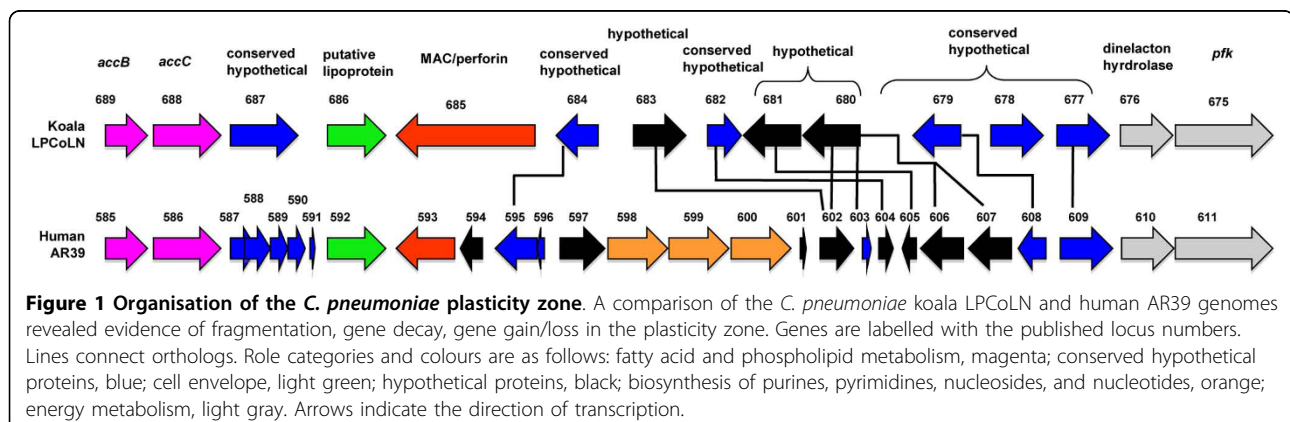 hypothetical
conserved hypothetical
accB accC conserved hypothetical putative lipoprotein MAC/perforin conserved hypothetical conserved hypothetical hypothetical dinelacton hyrdrolase pfk
689 688 687 686 685 684 683 682 681 680 679 678 677 676 675
Koala
LPCoLN
588 590
585 586 587 589 591 592 593 594 595 596 597 598 599 600 601 602 603 604 605 606 607 608 609 610 611
Human
AR39
Figure 1 Organisation of the C. pneumoniae plasticity zone. A comparison of the C. pneumoniae koala LPCoLN and human AR39 genomes
revealed evidence of fragmentation, gene decay, gene gain/loss in the plasticity zone. Genes are labelled with the published locus numbers.
Lines connect orthologs. Role categories and colours are as follows: fatty acid and phospholipid metabolism, magenta; conserved hypothetical
proteins, blue; cell envelope, light green; hypothetical proteins, black; biosynthesis of purines, pyrimidines, nucleosides, and nucleotides, orange;
energy metabolism, light gray. Arrows indicate the direction of transcription.